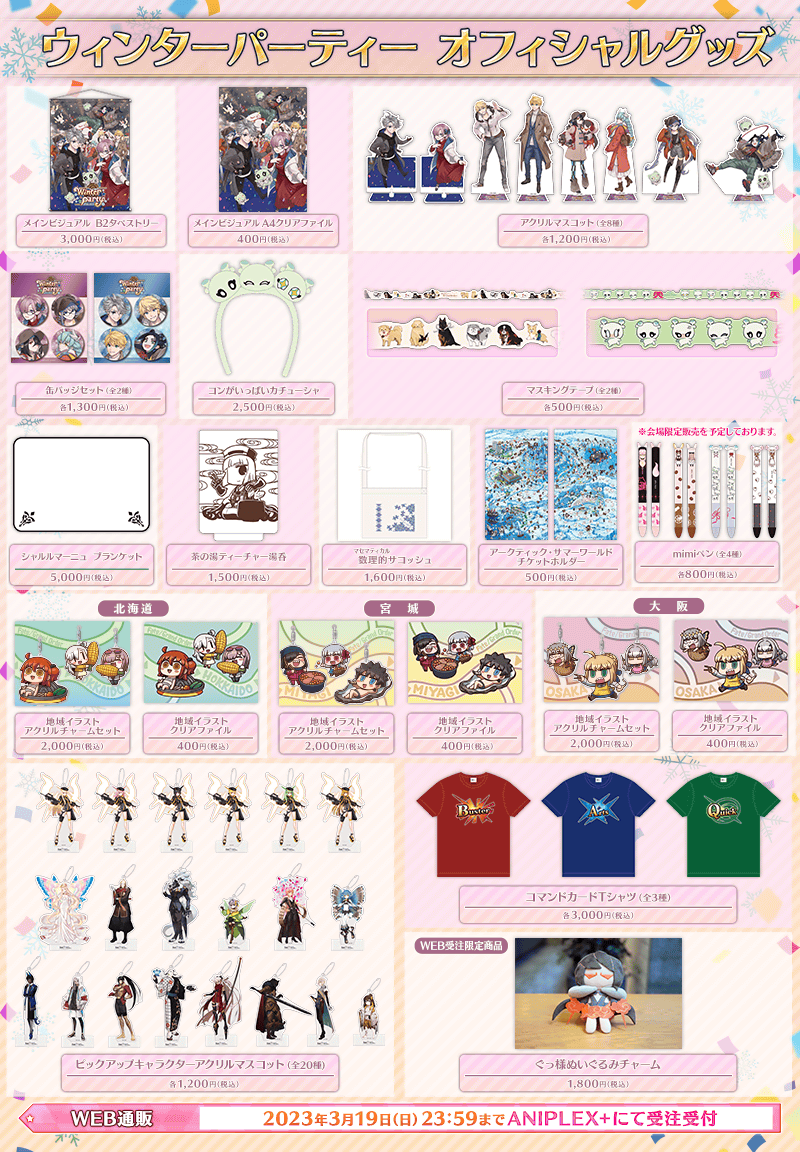 ウィンターパーティー オフィシャルグッズ
Winter party
メインビジュアル B2タペストリー
3,000円(税込)
メインビジュアル A4クリアファイル
400円(税込)
アクリルマスコット(全8種)
各1,200円(税込)
Winter party
Winter party
缶バッジセット(全2種)
各1,300円(税込)
コンがいっぱいカチューシャ
2,500円(税込)
マスキングテープ(全2種)
各500円(税込)
シャルルマーニュ ブランケット
5,000円(税込)
茶の湯ティーチャー湯呑
1,500円(税込)
マセマティカル
数理的サコッシュ
1,600円(税込)
アークティック・サマーワールド
チケットホルダー
500円(税込)
※会場限定販売を予定しております。
mimiペン(全4種)
各800円(税込)
北海道
Fate/Grand Order
HOKKAIDO
地域イラスト
アクリルチャームセット
2,000円(税込)
Fate/Grand Order
HOKKAIDO
地域イラスト
クリアファイル
400円(税込)
宮 城
Fate/Grand Order
MIYAGI
地域イラスト
アクリルチャームセット
2,000円(税込)
Fate/Grand Order
MIYAGI
地域イラスト
クリアファイル
400円(税込)
大 阪
Fate/Grand Order
OSAKA
地域イラスト
アクリルチャームセット
2,000円(税込)
Fate/Grand Order
OSAKA
地域イラスト
クリアファイル
400円(税込)
ピックアップキャラクターアクリルマスコット(全20種)
各1,200円(税込)
Buster
Arts
Quick
コマンドカードTシャツ(全3種)
各3,000円(税込)
WEB受注限定商品
ぐっ様ぬいぐるみチャーム
1,800円(税込)
WEB通販
2023年3月19日(日) 23:59までANIPLEX+にて受注受付